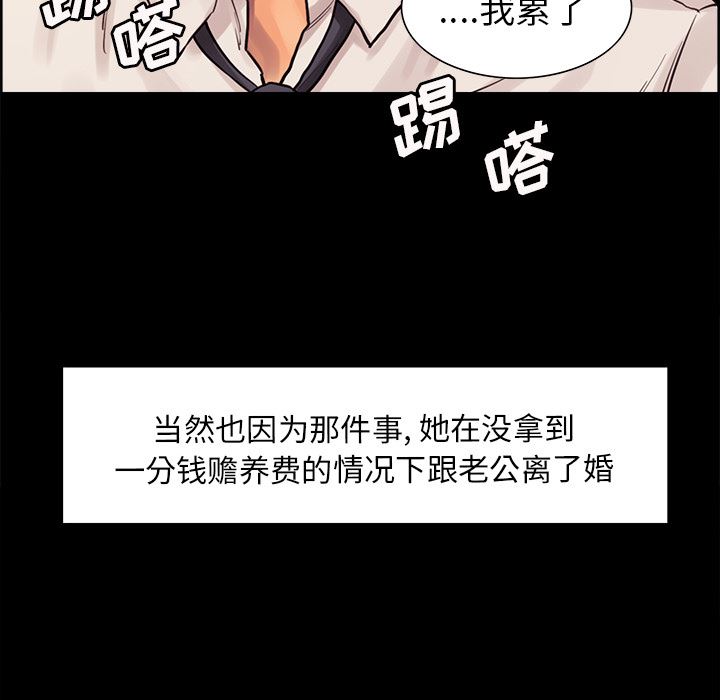 ....我累了
踢
嗒
踢
嗒
当然也因为那件事, 她在没拿到
一分钱赡养费的情况下跟老公离了婚